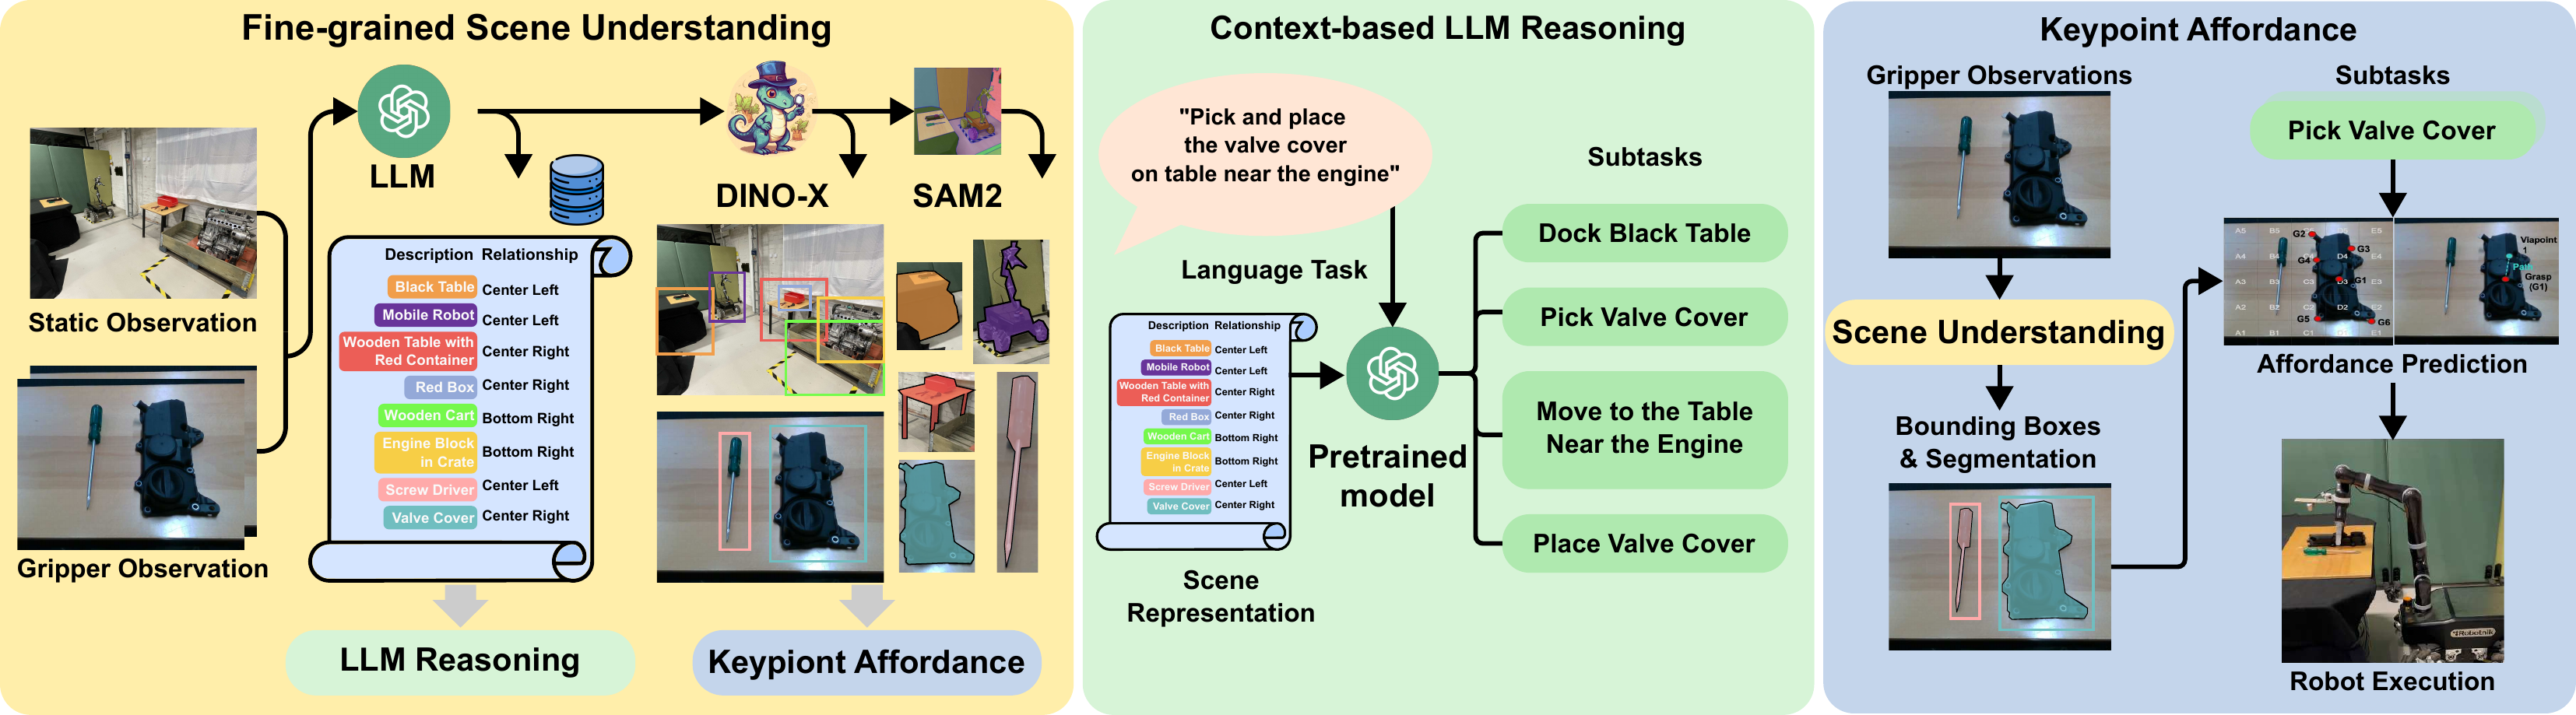 Fine-grained Scene Understanding
LLM
DINO-X
SAM2
Static Observation
Gripper Observation
Description Relationship
Black Table Center Left
Mobile Robot Center Left
Wooden Table with
Red Container Center Right
Red Box Center Right
Wooden Cart Bottom Right
Engine Block
in Crate Bottom Right
Screw Driver Center Left
Valve Cover Center Right
LLM Reasoning
Keypiont Affordance
Context-based LLM Reasoning
"Pick and place
the valve cover
on table near the engine"
Language Task
Description Relationship
Black Table Center Left
Mobile Robot Center Left
Wooden Table with
Red Container Center Right
Red Box Center Right
Wooden Cart Bottom Right
Engine Block
in Crate Bottom Right
Screw Driver Center Left
Valve Cover Center Right
Scene
Representation
Pretrained
model
Subtasks
Dock Black Table
Pick Valve Cover
Move to the Table
Near the Engine
Place Valve Cover
Keypoint Affordance
Gripper Observations
Scene Understanding
Bounding Boxes
& Segmentation
Subtasks
Pick Valve Cover
A5 B5 G2 E5
A4 B4 G4 D4 G3 E4
A3 B3 C3 D3 G1 E3
A2 B2 C2 D2 E2
A1 B1 G5 C1 D1 G6 E1
Viapoint
1
Path
Grasp
(G1)
Affordance Prediction
Robotnik
Robot Execution